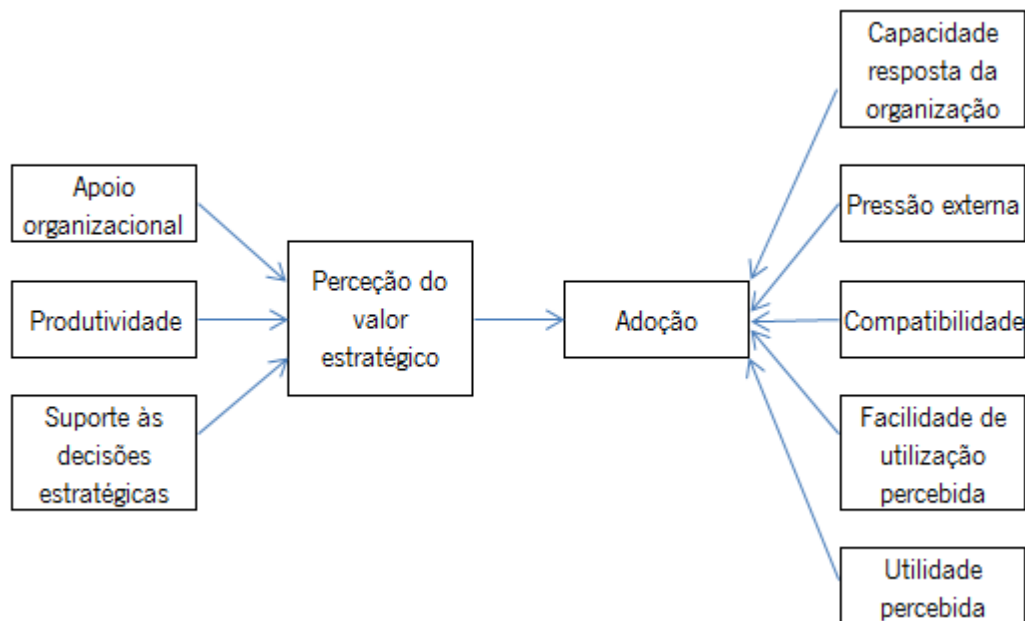 Capacidade
resposta da
organização
Apoio
organizacional
Pressão externa
Perceção do
valor
estratégico
Produtividade
Adoção
Compatibilidade
Suporte às
decisões
estratégicas
Facilidade de
utilização
percebida
Utilidade
percebida